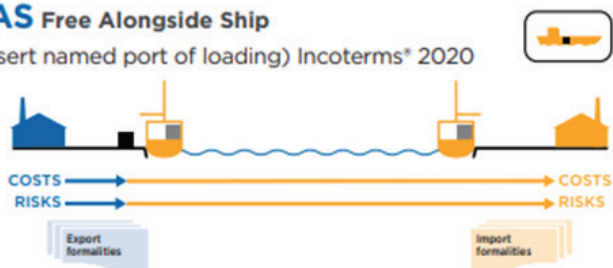 AS Free Alongside Ship
sert named port of loading) Incoterms® 2020
COSTS COSTS
RISKS RISKS
Export
formalities
Import
formalities